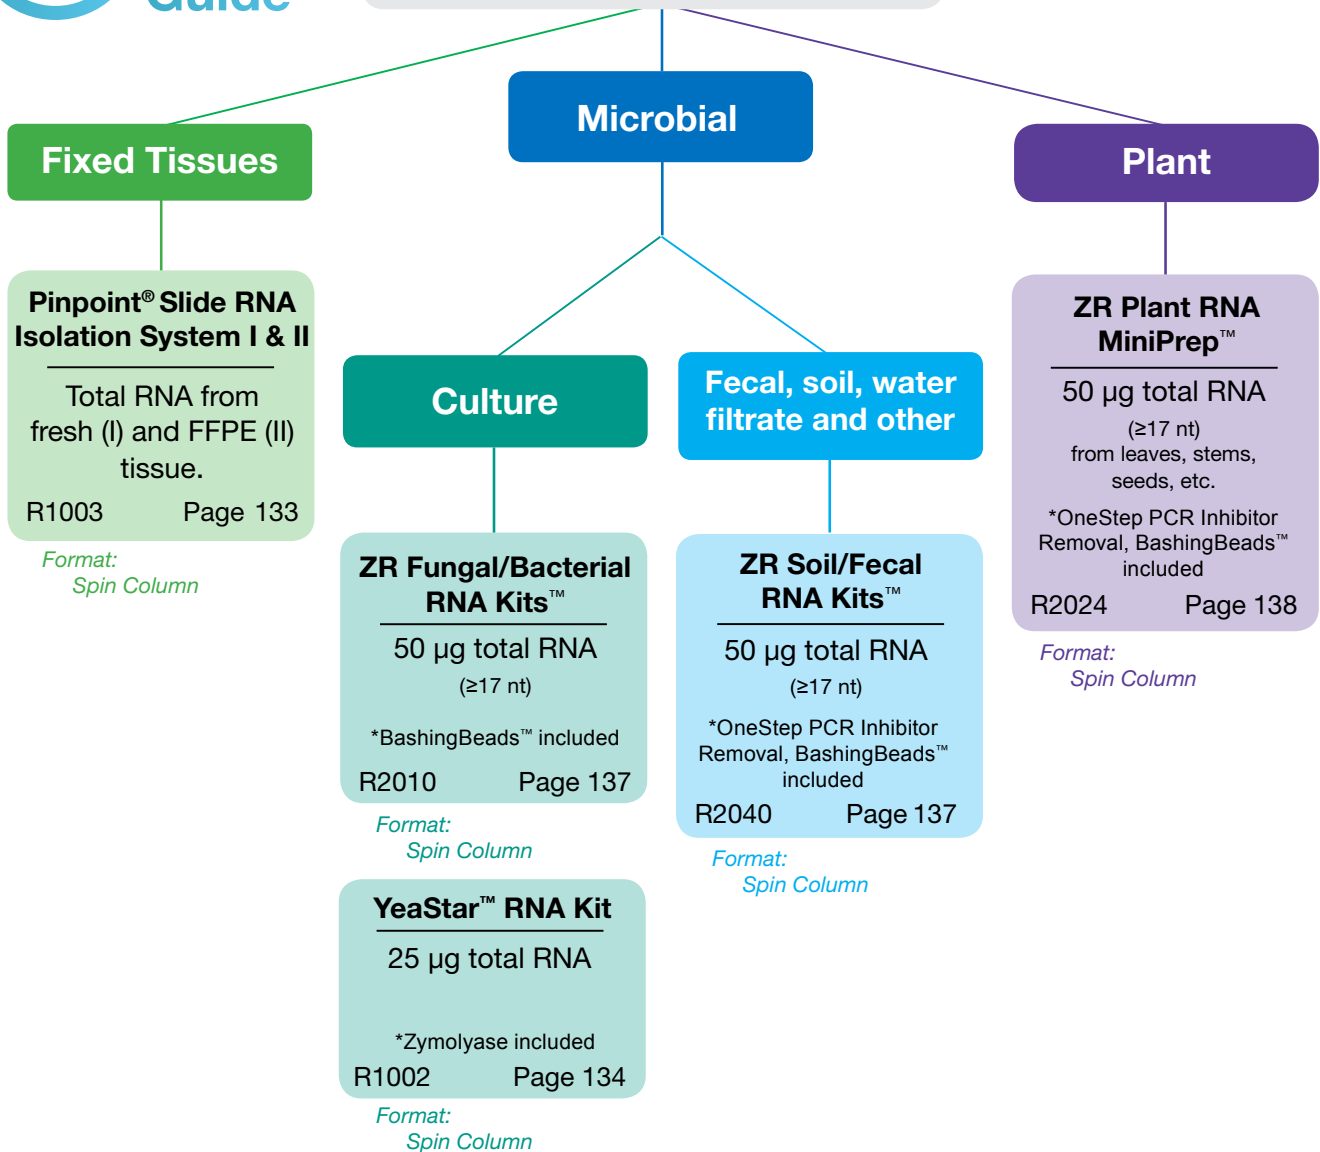 Guide
Microbial
Fixed Tissues
Plant
Pinpoint® Slide RNA
Isolation System I & II
Total RNA from
fresh (I) and FFPE (II)
tissue.
R1003 Page 133
Format:
Spin Column
Culture
Fecal, soil, water
filtrate and other
ZR Fungal/Bacterial
RNA Kits™
50 µg total RNA
(≥17 nt)
*BashingBeads™ included
R2010 Page 137
Format:
Spin Column
YeaStar™ RNA Kit
25 µg total RNA
*Zymolyase included
R1002 Page 134
Format:
Spin Column
ZR Soil/Fecal
RNA Kits™
50 µg total RNA
(≥17 nt)
*OneStep PCR Inhibitor
Removal, BashingBeads™
included
R2040 Page 137
Format:
Spin Column
ZR Plant RNA
MiniPrep™
50 µg total RNA
(≥17 nt)
from leaves, stems,
seeds, etc.
*OneStep PCR Inhibitor
Removal, BashingBeads™
included
R2024 Page 138
Format:
Spin Column